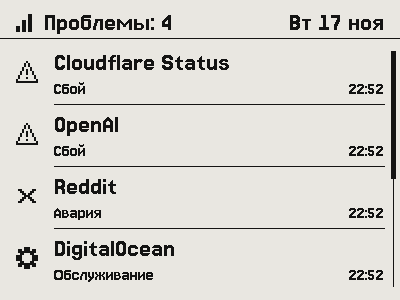 Проблемы: 4 Вт 17 ноя
Cloudflare Status
Сбой 22:52
OpenAI
Сбой 22:52
Reddit
Авария 22:52
DigitalOcean
Обслуживание 22:52